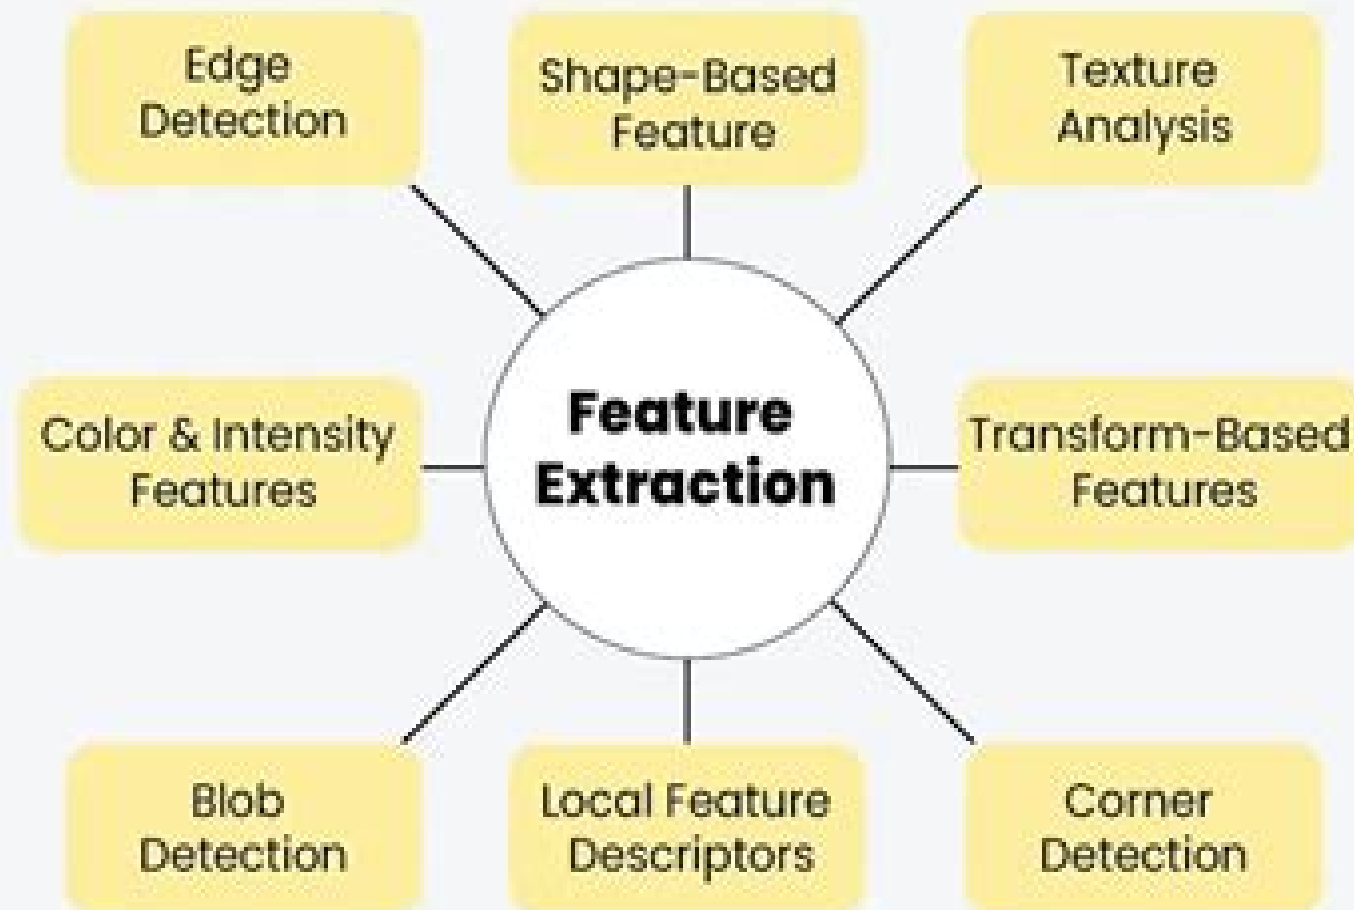 Edge
Detection
Shape-Based
Feature
Texture
Analysis
Color & Intensity
Features
Feature
Extraction
Transform-Based
Features
Blob
Detection
Local Feature
Descriptors
Corner
Detection